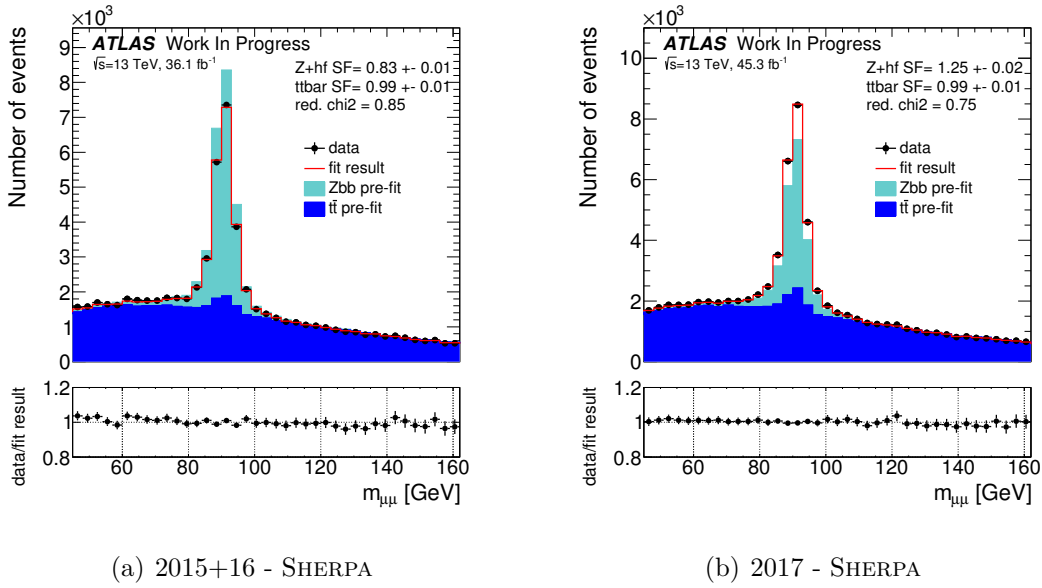 ×10³
ATLAS Work In Progress
√s=13 TeV, 36.1 fb⁻¹
Z+hf SF= 0.83 +- 0.01
ttbar SF= 0.99 +- 0.01
red. chi2 = 0.85
data
fit result
Zbb pre-fit
tt̄ pre-fit
Number of events
9
8
7
6
5
4
3
2
1
0
data/fit result
1.2
1
0.8
60 80 100 120 140 160
mμμ [GeV]
(a) 2015+16 - SHERPA
×10³
ATLAS Work In Progress
√s=13 TeV, 45.3 fb⁻¹
Z+hf SF= 1.25 +- 0.02
ttbar SF= 0.99 +- 0.01
red. chi2 = 0.75
data
fit result
Zbb pre-fit
tt̄ pre-fit
Number of events
10
8
6
4
2
0
data/fit result
1.2
1
0.8
60 80 100 120 140 160
mμμ [GeV]
(b) 2017 - SHERPA